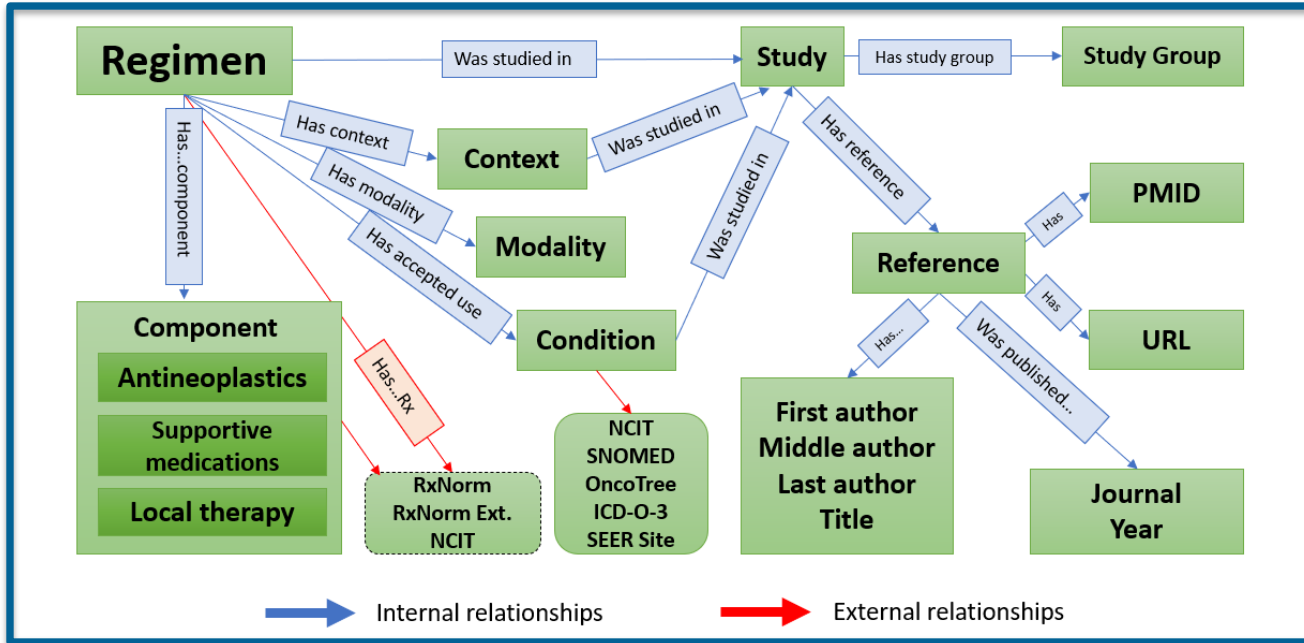 Regimen
Was studied in
Study
Has study group
Study Group
Has...component
Has context
Context
Was studied in
Has reference
Has modality
Modality
Was studied in
Has accepted use
Condition
Has
PMID
Reference
Has
URL
Component
Antineoplastics
Supportive
medications
Local therapy
Has...Rx
RxNorm
RxNorm Ext.
NCIT
NCIT
SNOMED
OncoTree
ICD-O-3
SEER Site
Has...
First author
Middle author
Last author
Title
Was published...
Journal
Year
Internal relationships
External relationships